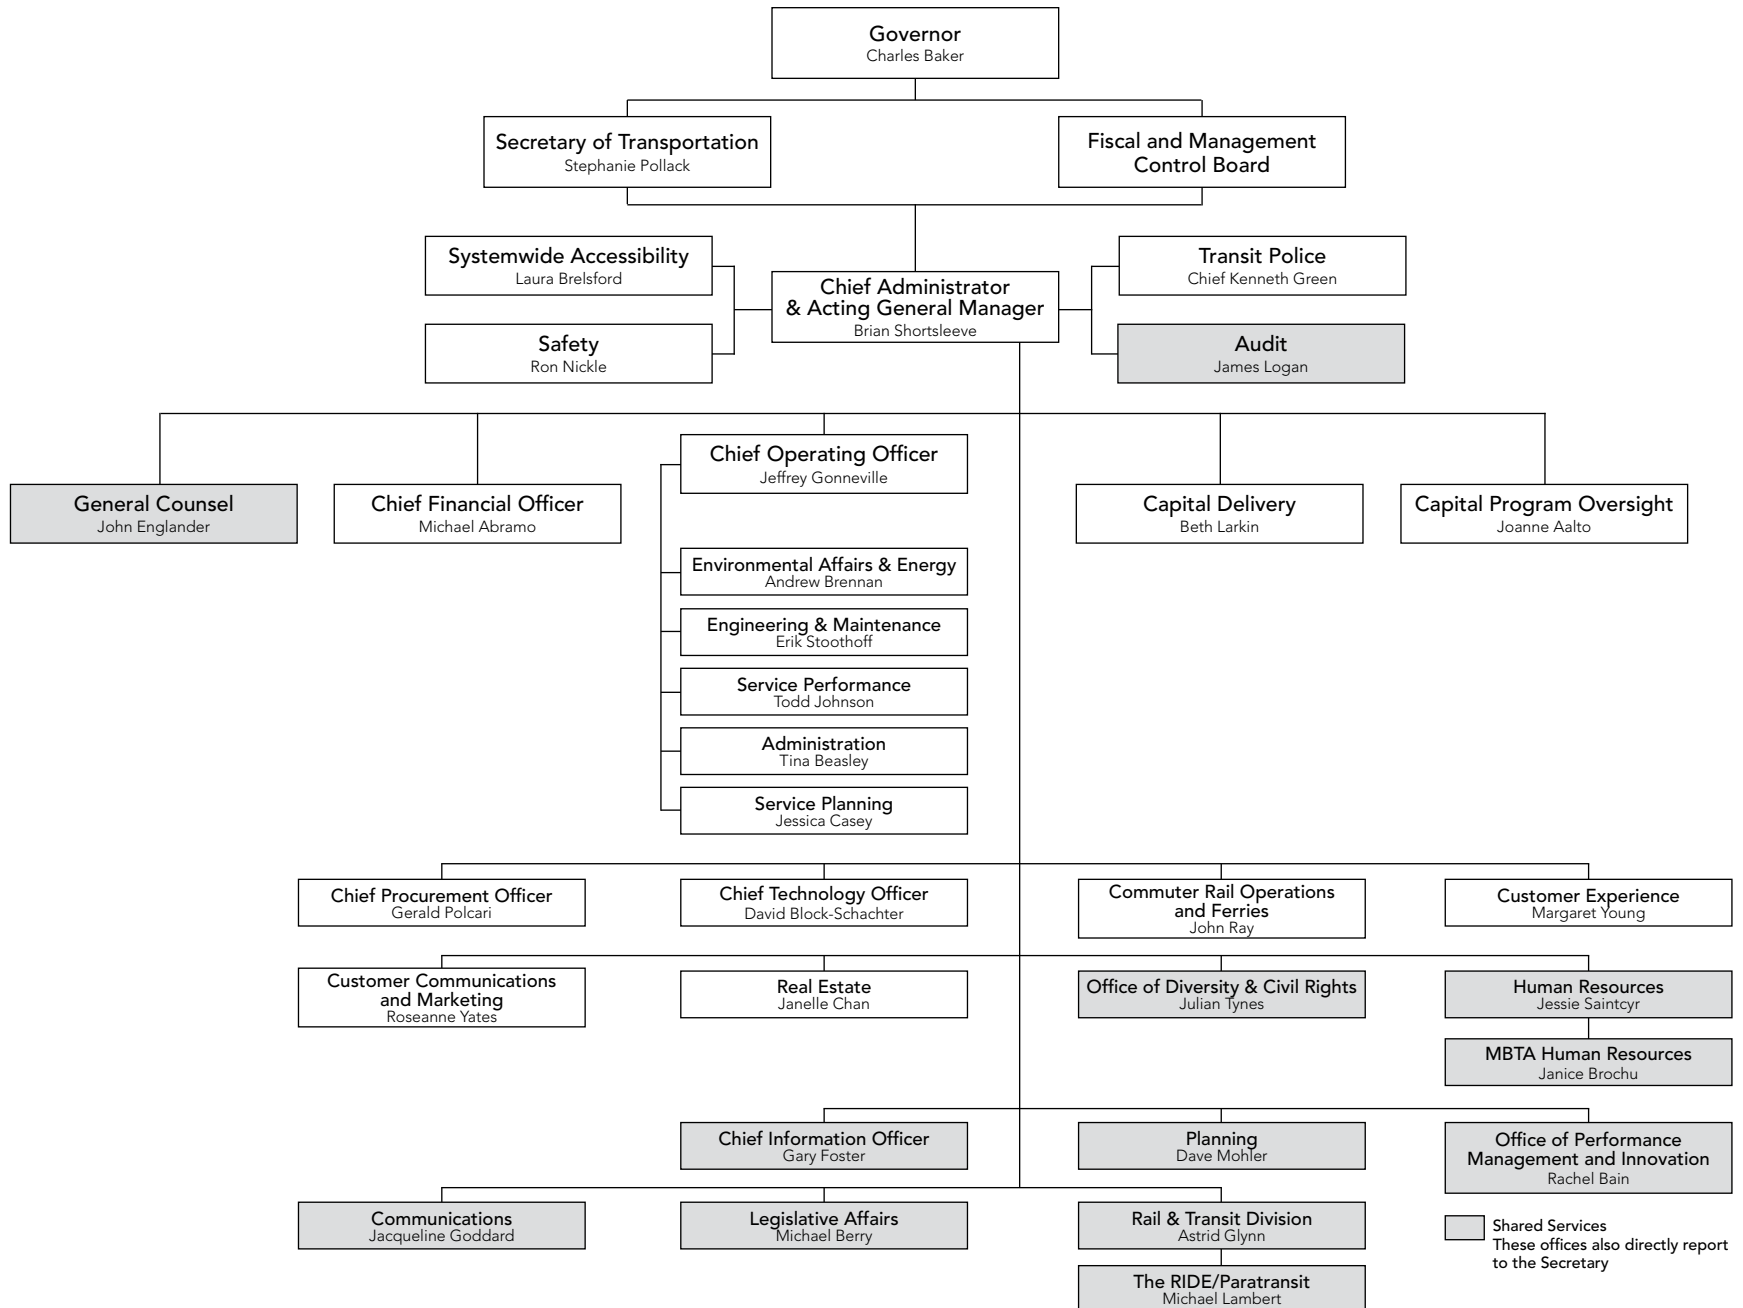 Governor
Charles Baker
Secretary of Transportation
Stephanie Pollack
Fiscal and Management
Control Board
Systemwide Accessibility
Laura Brelsford
Transit Police
Chief Kenneth Green
Chief Administrator
& Acting General Manager
Brian Shortsleeve
Safety
Ron Nickle
Audit
James Logan
General Counsel
John Englander
Chief Financial Officer
Michael Abramo
Chief Operating Officer
Jeffrey Gonneville
Capital Delivery
Beth Larkin
Capital Program Oversight
Joanne Aalto
Environmental Affairs & Energy
Andrew Brennan
Engineering & Maintenance
Erik Stoothoff
Service Performance
Todd Johnson
Administration
Tina Beasley
Service Planning
Jessica Casey
Chief Procurement Officer
Gerald Polcari
Chief Technology Officer
David Block-Schachter
Commuter Rail Operations
and Ferries
John Ray
Customer Experience
Margaret Young
Customer Communications
and Marketing
Roseanne Yates
Real Estate
Janelle Chan
Office of Diversity & Civil Rights
Julian Tynes
Human Resources
Jessie Saintcyr
MBTA Human Resources
Janice Brochu
Chief Information Officer
Gary Foster
Planning
Dave Mohler
Office of Performance
Management and Innovation
Rachel Bain
Communications
Jacqueline Goddard
Legislative Affairs
Michael Berry
Rail & Transit Division
Astrid Glynn
The RIDE/Paratransit
Michael Lambert
Shared Services
These offices also directly report
to the Secretary